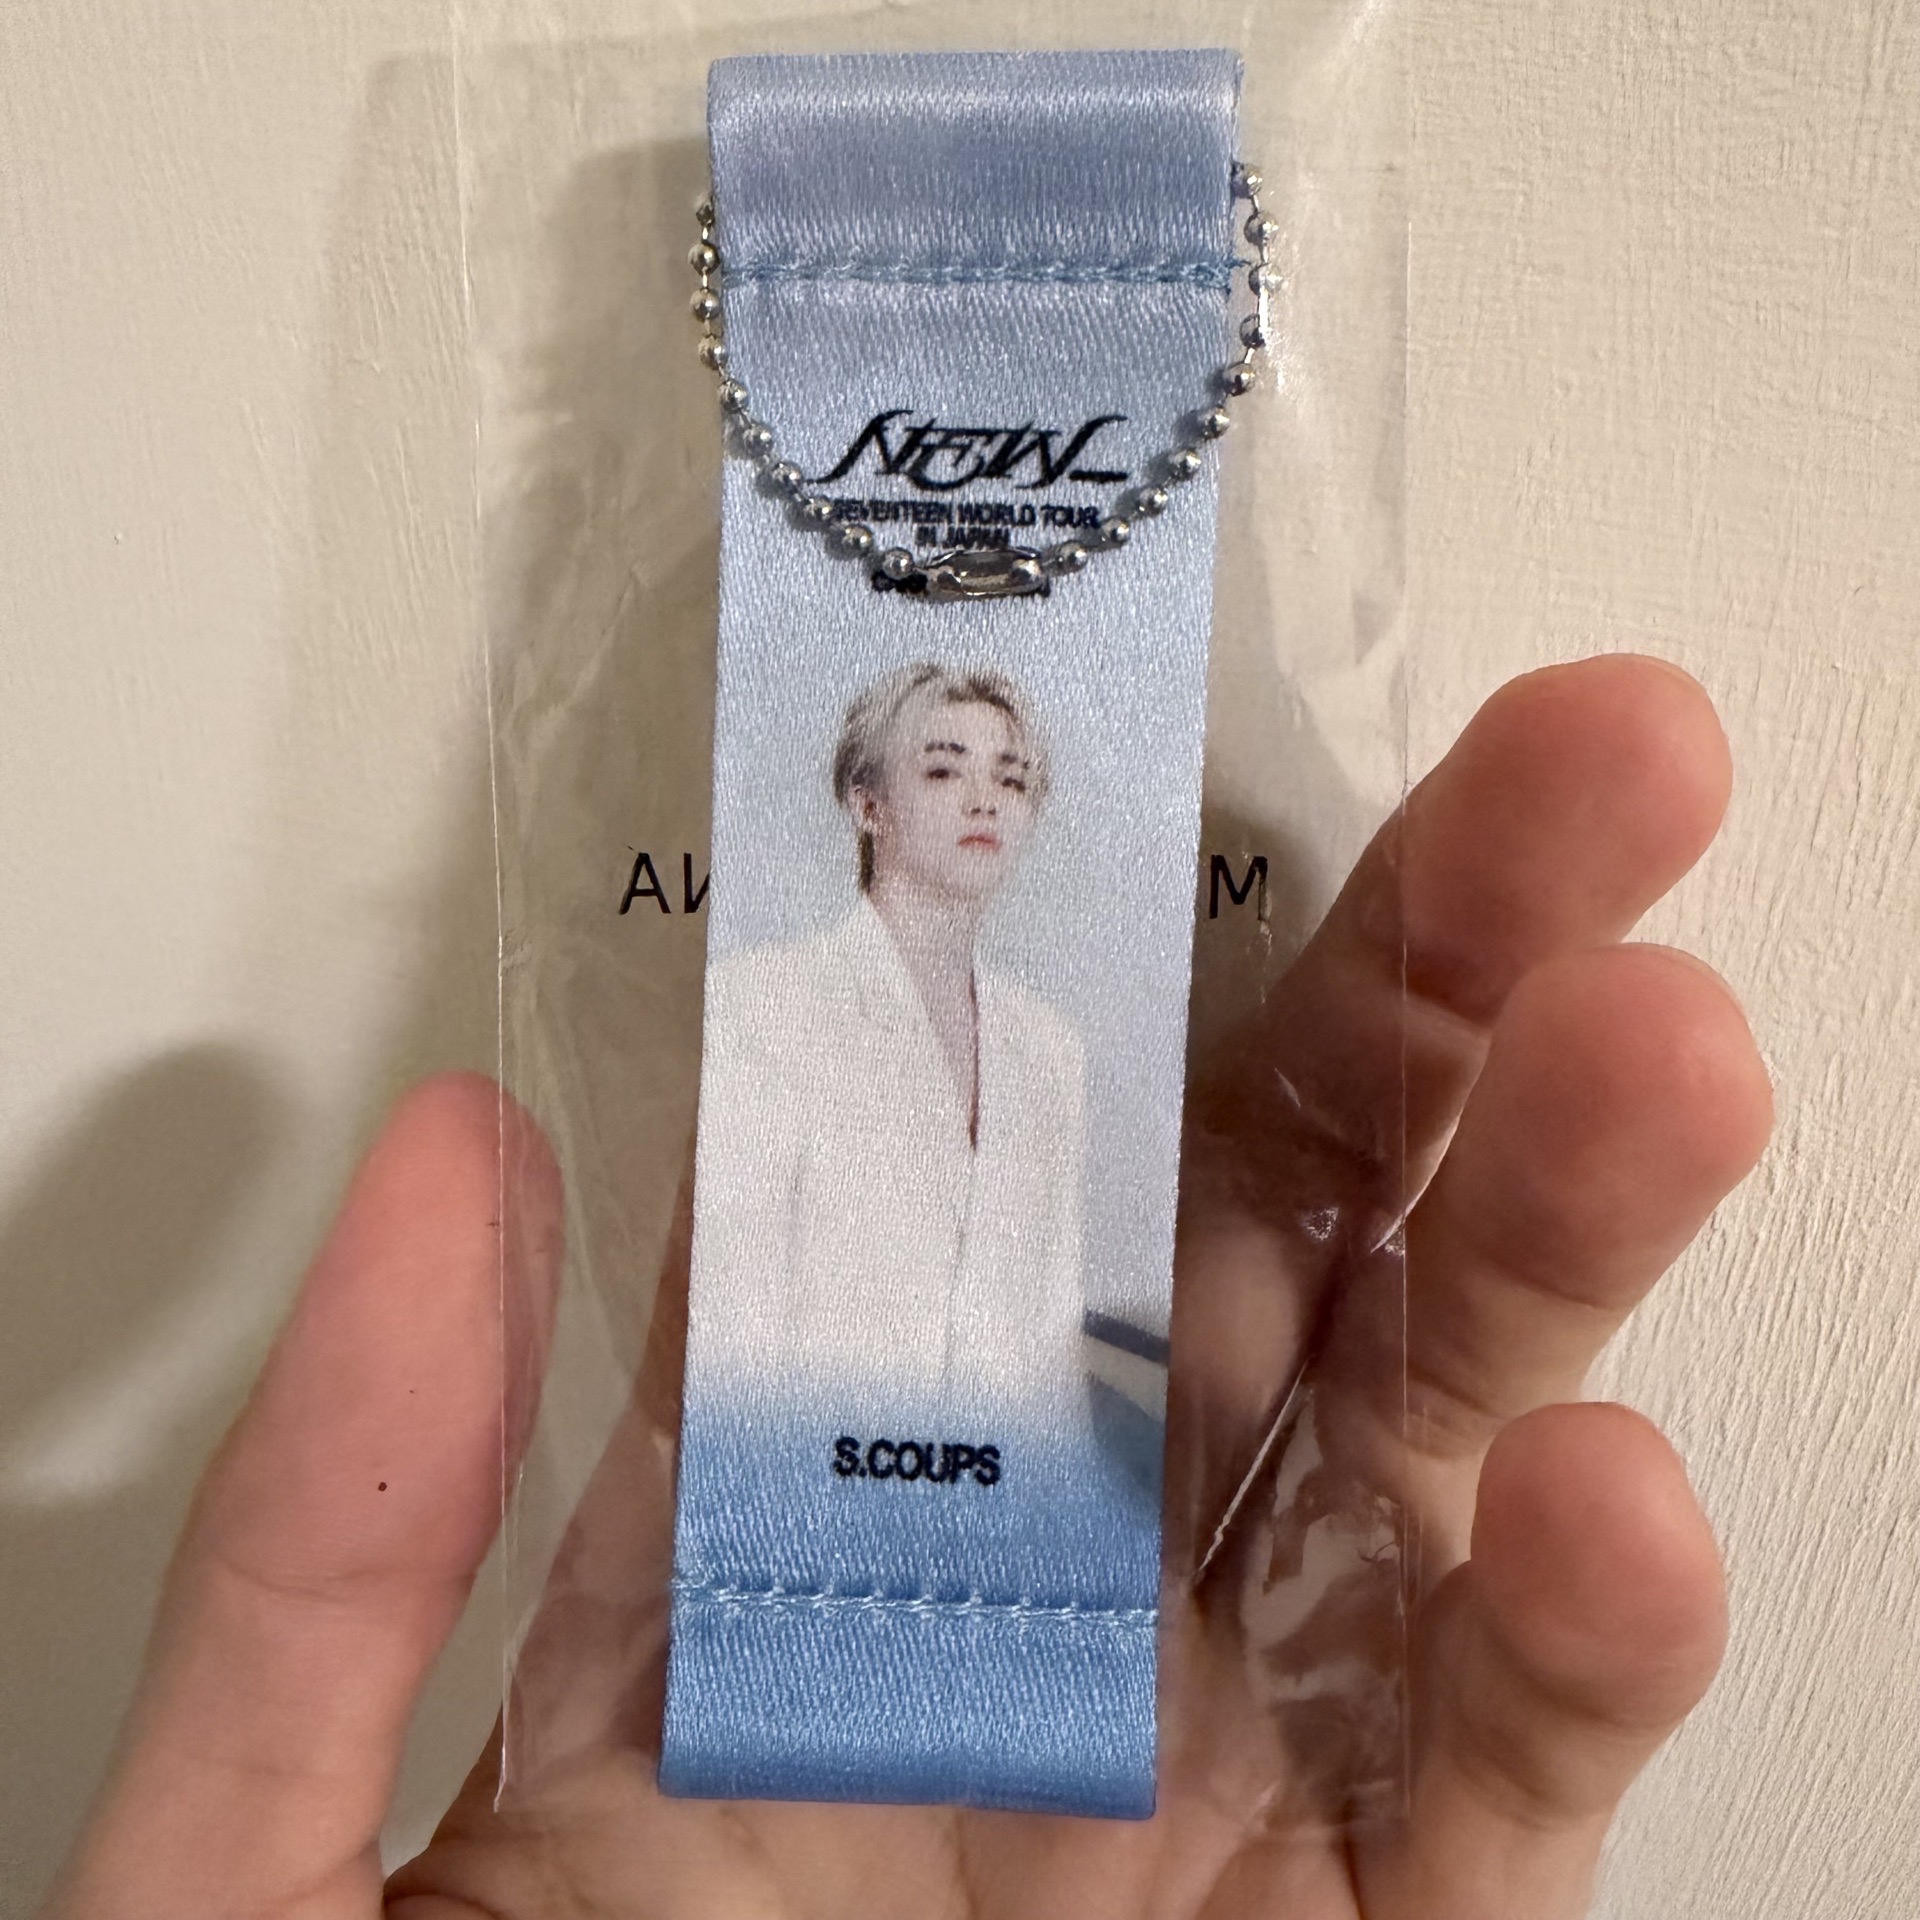 NEW_
SEVENTEEN WORLD TOUR
IN JAPAN
S.COUPS